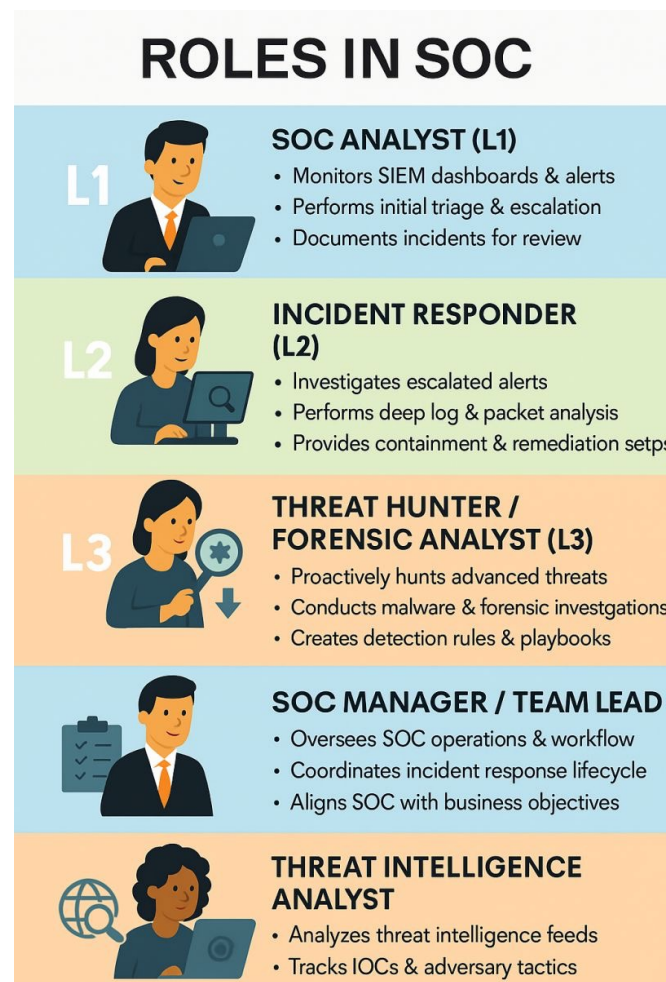 ROLES IN SOC
L1
SOC ANALYST (L1)
• Monitors SIEM dashboards & alerts
• Performs initial triage & escalation
• Documents incidents for review
L2
INCIDENT RESPONDER
(L2)
• Investigates escalated alerts
• Performs deep log & packet analysis
• Provides containment & remediation setps
L3
THREAT HUNTER /
FORENSIC ANALYST (L3)
• Proactively hunts advanced threats
• Conducts malware & forensic investgations
• Creates detection rules & playbooks
SOC MANAGER / TEAM LEAD
• Oversees SOC operations & workflow
• Coordinates incident response lifecycle
• Aligns SOC with business objectives
THREAT INTELLIGENCE
ANALYST
• Analyzes threat intelligence feeds
• Tracks IOCs & adversary tactics